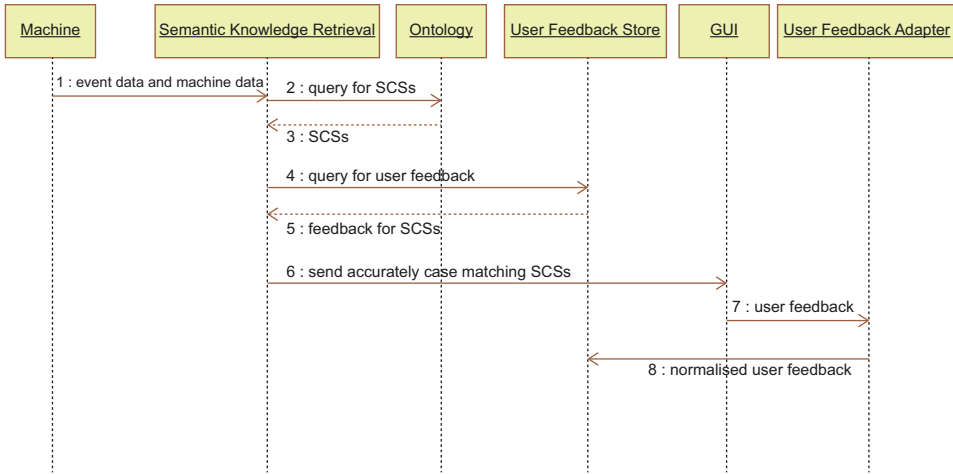 Machine
Semantic Knowledge Retrieval
Ontology
User Feedback Store
GUI
User Feedback Adapter
1 : event data and machine data
2 : query for SCSs
3 : SCSs
4 : query for user feedback
5 : feedback for SCSs
6 : send accurately case matching SCSs
7 : user feedback
8 : normalised user feedback